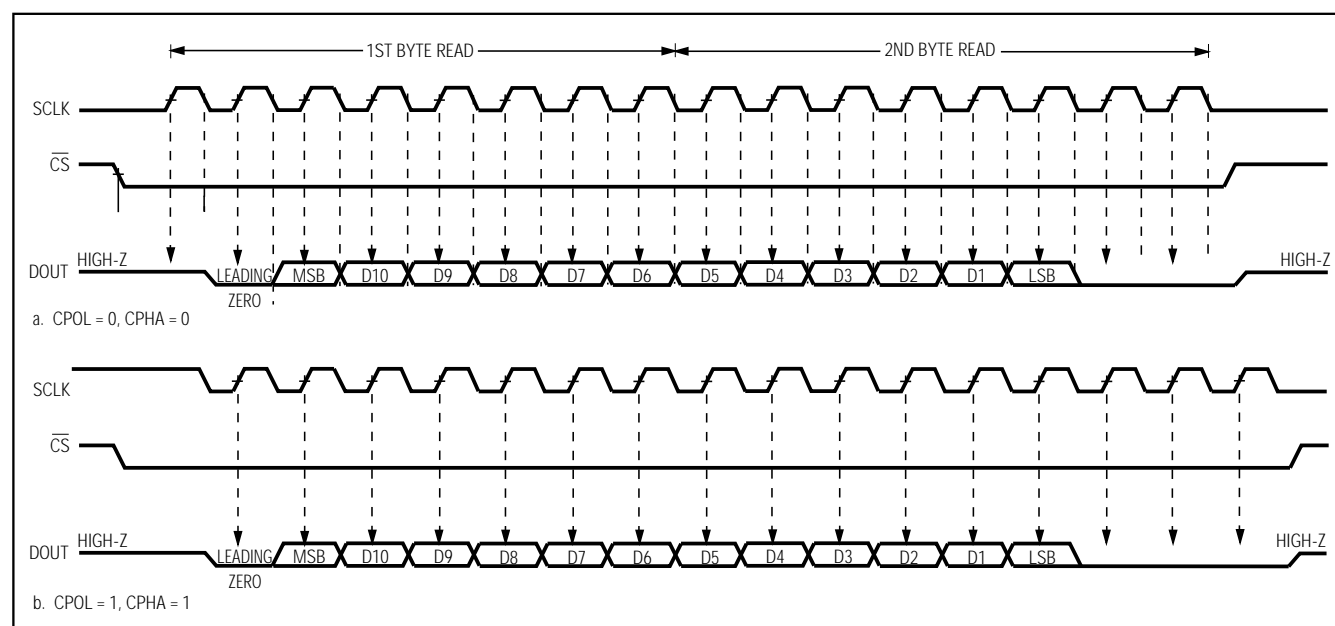 1ST BYTE READ 2ND BYTE READ
SCLK
CS
HIGH-Z HIGH-Z
DOUT LEADING MSB D10 D9 D8 D7 D6 D5 D4 D3 D2 D1 LSB
ZERO
a. CPOL = 0, CPHA = 0
SCLK
CS
HIGH-Z HIGH-Z
DOUT LEADING MSB D10 D9 D8 D7 D6 D5 D4 D3 D2 D1 LSB
ZERO
b. CPOL = 1, CPHA = 1